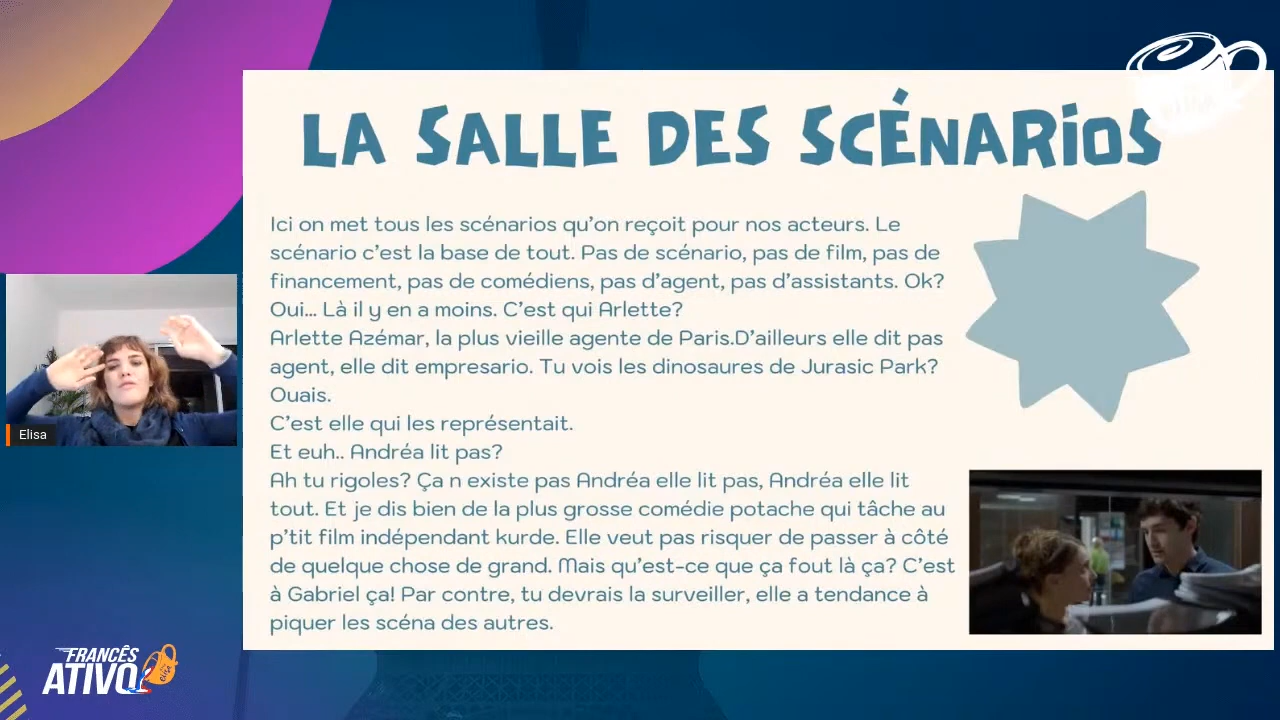 LA SALLE DES SCÉNARiOS
Ici on met tous les scénarios qu’on reçoit pour nos acteurs. Le
scénario c’est la base de tout. Pas de scénario, pas de film, pas de
financement, pas de comédiens, pas d’agent, pas d’assistants. Ok?
Oui... Là il y en a moins. C’est qui Arlette?
Arlette Azémar, la plus vieille agente de Paris.D’ailleurs elle dit pas
agent, elle dit empresario. Tu vois les dinosaures de Jurasic Park?
Ouais.
C’est elle qui les représentait.
Et euh.. Andréa lit pas?
Ah tu rigoles? Ça n existe pas Andréa elle lit pas, Andréa elle lit
tout. Et je dis bien de la plus grosse comédie potache qui tâche au
p’tit film indépendant kurde. Elle veut pas risquer de passer à côté
de quelque chose de grand. Mais qu’est-ce que ça fout là ça? C’est
à Gabriel ça! Par contre, tu devrais la surveiller, elle a tendance à
piquer les scéna des autres.
Elisa
FRANCÊS
ATIVO